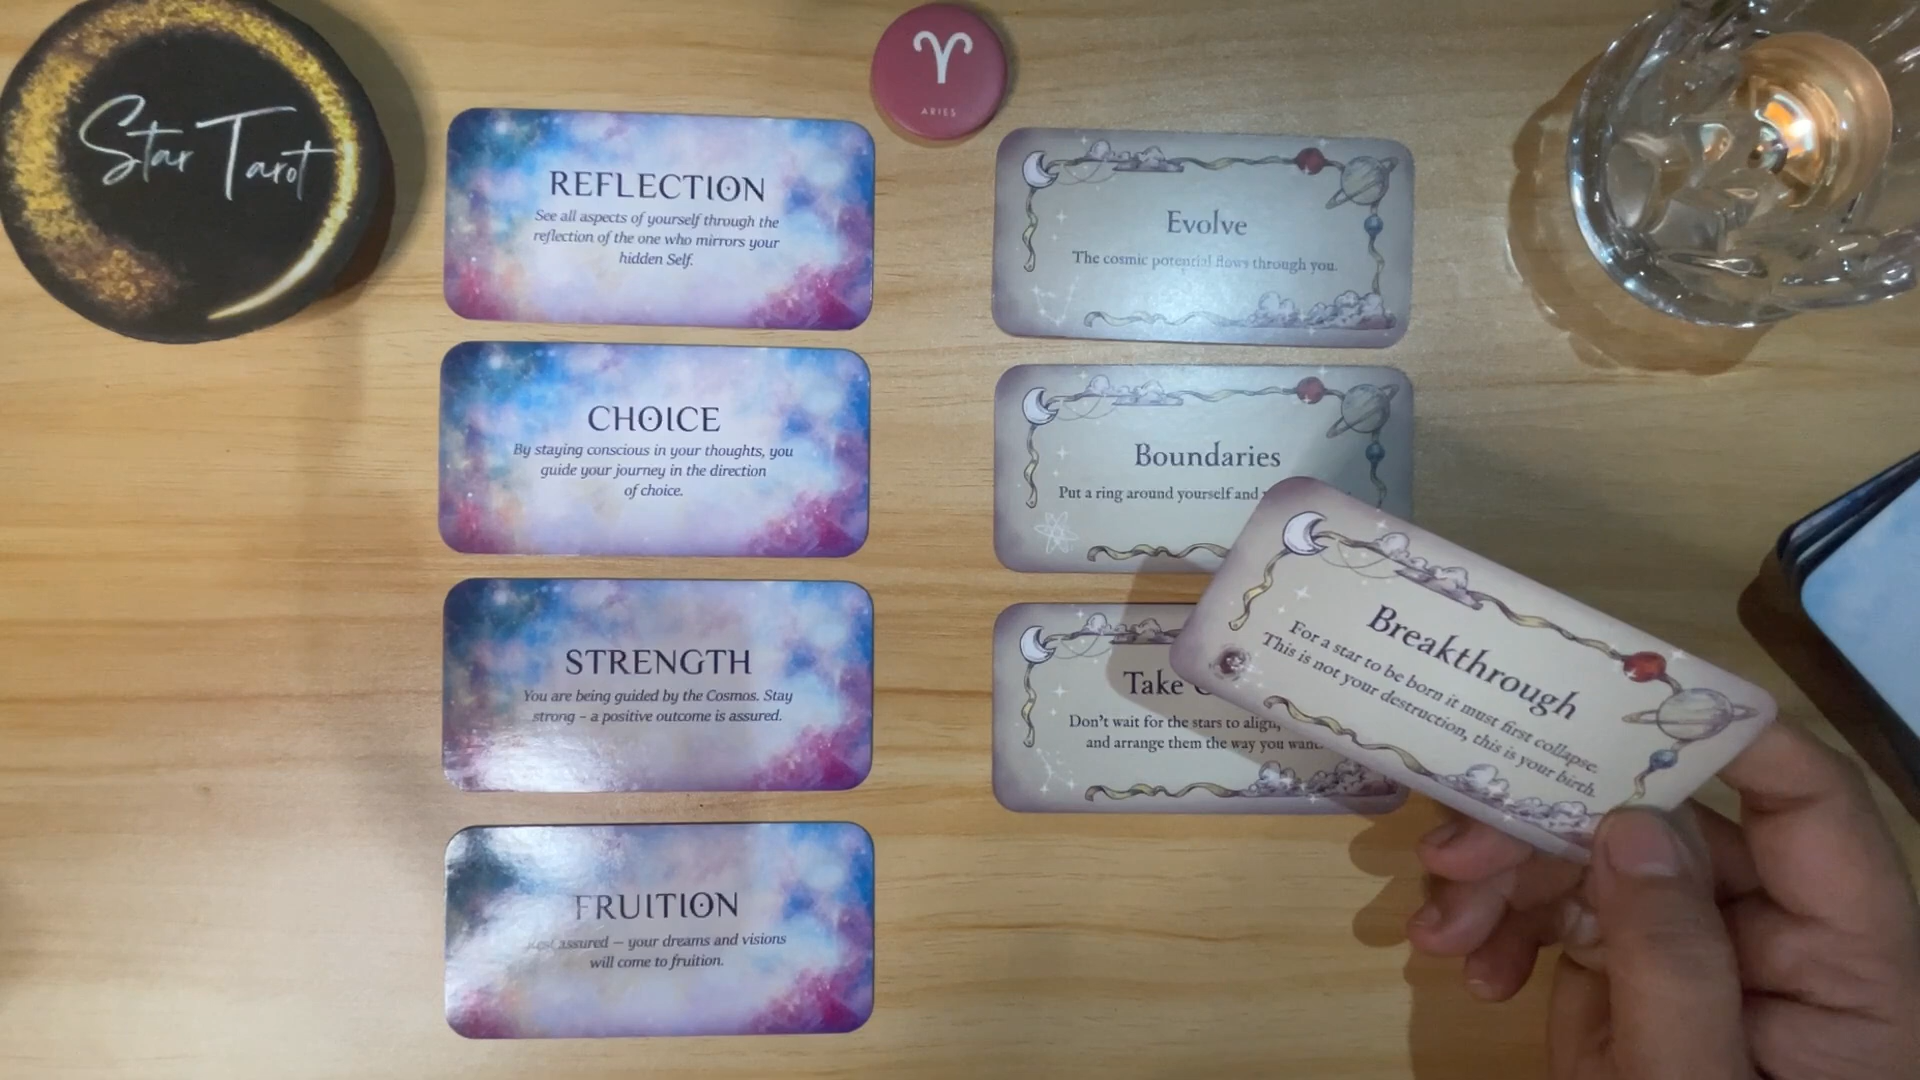 Star Tarot
ARIES
REFLECTION
See all aspects of yourself through the
reflection of the one who mirrors your
hidden Self.
CHOICE
By staying conscious in your thoughts, you
guide your journey in the direction
of choice.
STRENGTH
You are being guided by the Cosmos. Stay
strong – a positive outcome is assured.
FRUITION
Rest assured – your dreams and visions
will come to fruition.
Evolve
The cosmic potential flows through you.
Boundaries
Put a ring around yourself and
Take
Don't wait for the stars to align,
and arrange them the way you want.
Breakthrough
For a star to be born it must first collapse.
This is not your destruction, this is your birth.